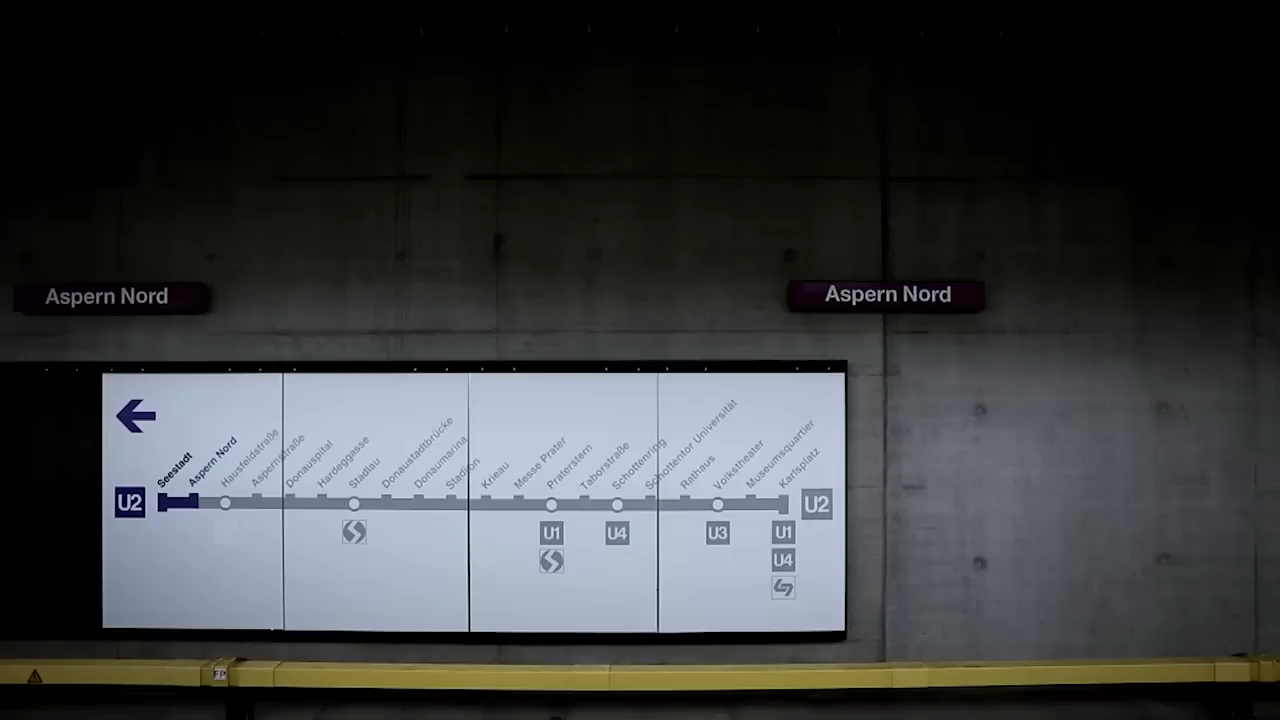 Aspern Nord
Aspern Nord
Seestadt
Aspern Nord
Hausfeldstraße
Aspernstraße
Donauspital
Hardeggasse
Stadlau
Donaustadtbrücke
Donaumarina
Stadion
Krieau
Messe Prater
Praterstern
Taborstraße
Schottenring
Schottentor Universität
Rathaus
Volkstheater
Museumsquartier
Karlsplatz
U2
U2
U1
U4
U3
U1
U4
FP